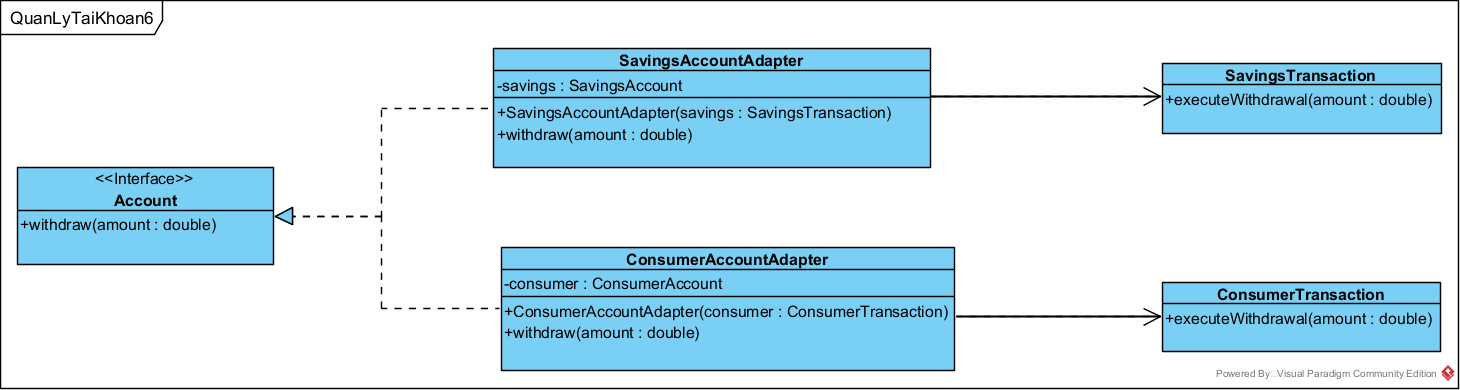 QuanLyTaiKhoan6
SavingsAccountAdapter
-savings : SavingsAccount
+SavingsAccountAdapter(savings : SavingsTransaction)
+withdraw(amount : double)
SavingsTransaction
+executeWithdrawal(amount : double)
<<Interface>>
Account
+withdraw(amount : double)
ConsumerAccountAdapter
-consumer : ConsumerAccount
+ConsumerAccountAdapter(consumer : ConsumerTransaction)
+withdraw(amount : double)
ConsumerTransaction
+executeWithdrawal(amount : double)
Powered By Visual Paradigm Community Edition